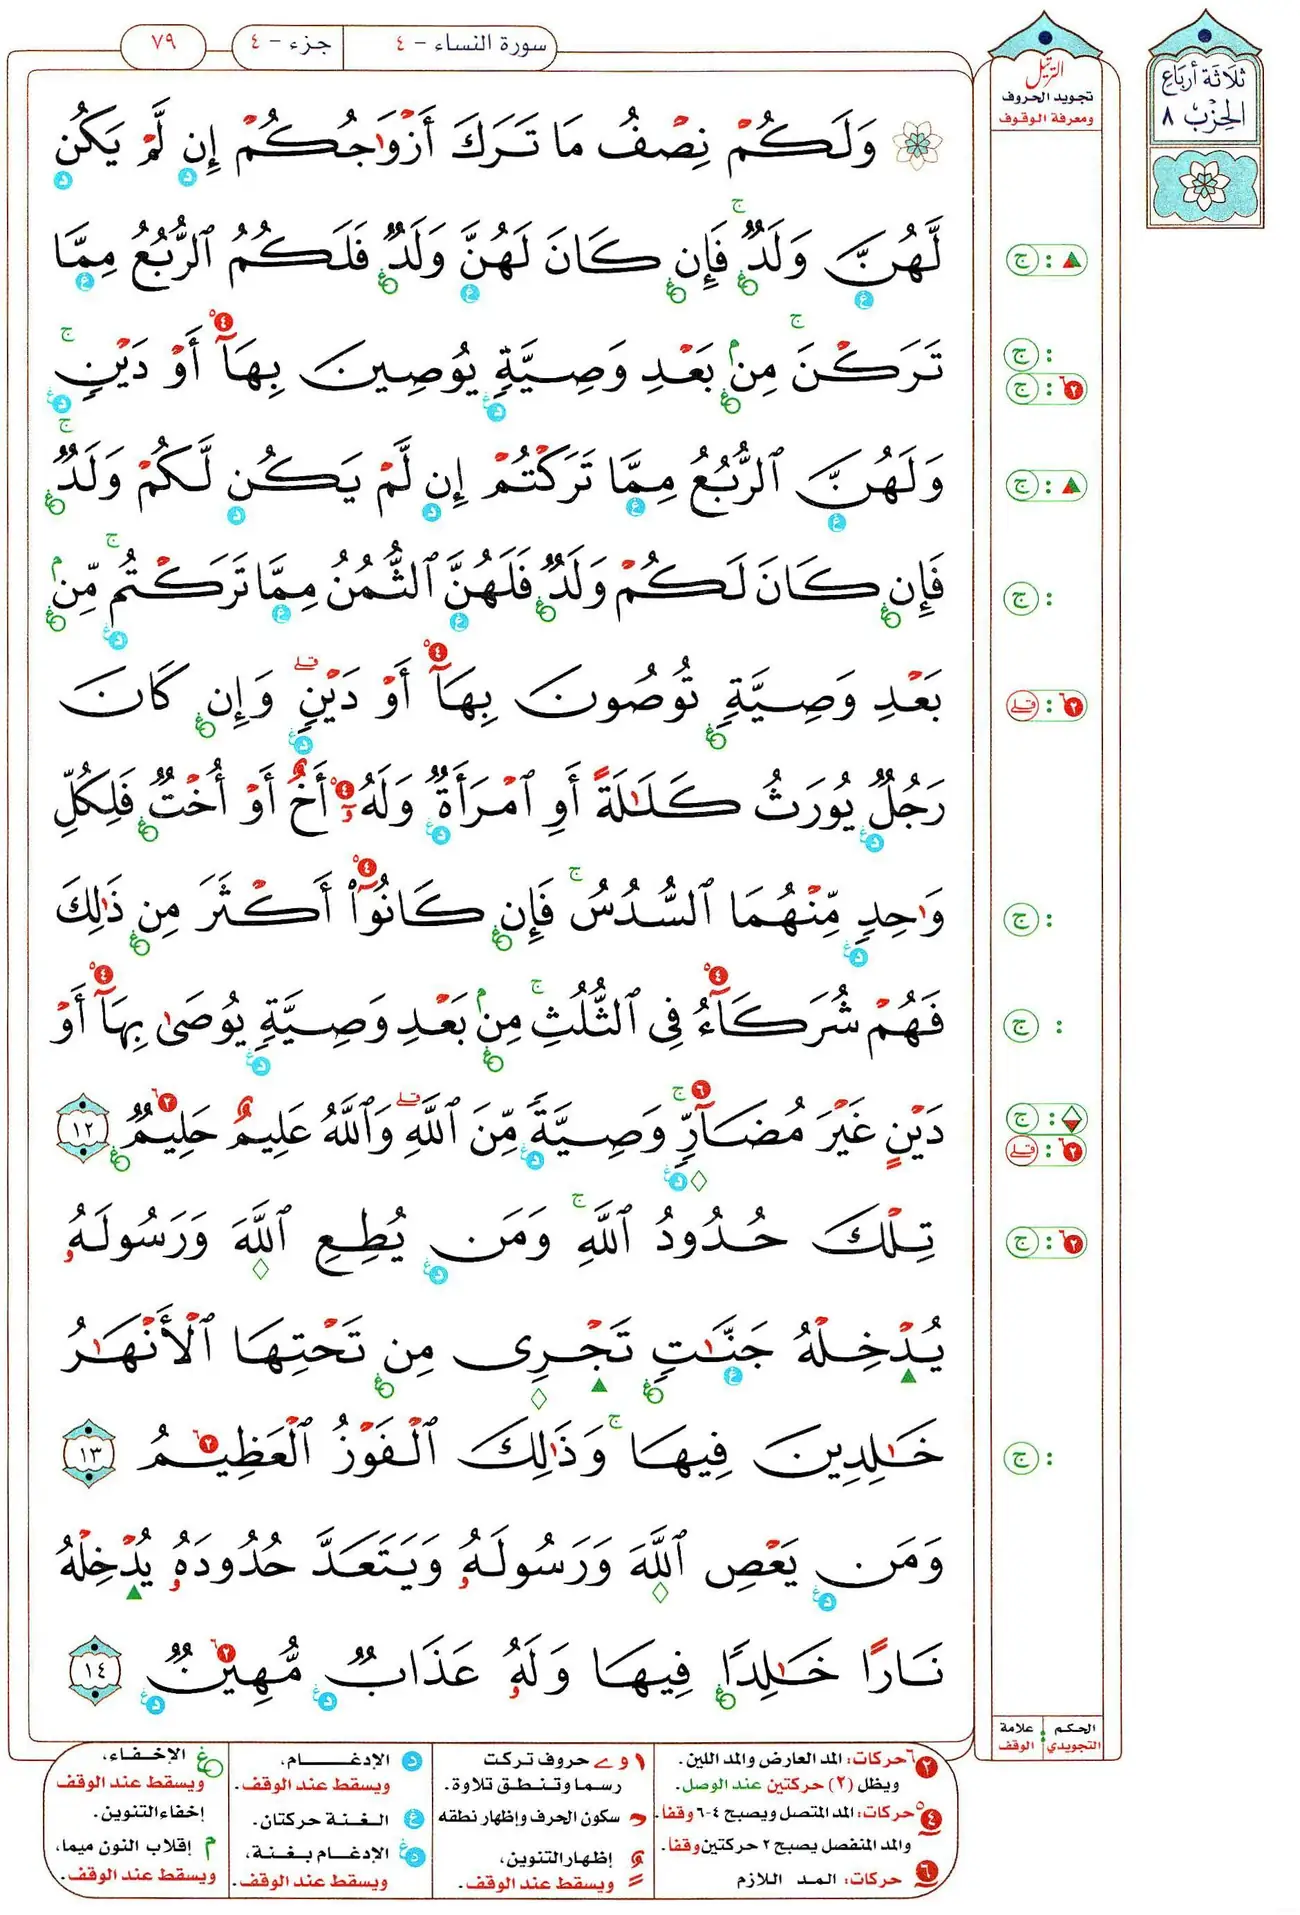 سورة النساء - ٤
جزء - ٤
٧٩
ثلاثة أرباع
الحزب ٨
الترتيل
تجويد الحروف
ومعرفة الوقوف
وَلَكُمْ نِصْفُ مَا تَرَكَ أَزْوَٰجُكُمْ إِن لَّمْ يَكُن
لَّهُنَّ وَلَدٌ ۚ فَإِن كَانَ لَهُنَّ وَلَدٌ فَلَكُمُ ٱلرُّبُعُ مِمَّا
تَرَكْنَ ۚ مِنۢ بَعْدِ وَصِيَّةٍ يُوصِينَ بِهَآ أَوْ دَيْنٍ ۚ
وَلَهُنَّ ٱلرُّبُعُ مِمَّا تَرَكْتُمْ إِن لَّمْ يَكُن لَّكُمْ وَلَدٌ ۚ
فَإِن كَانَ لَكُمْ وَلَدٌ فَلَهُنَّ ٱلثُّمُنُ مِمَّا تَرَكْتُم ۚ مِّنۢ
بَعْدِ وَصِيَّةٍ تُوصُونَ بِهَآ أَوْ دَيْنٍ ۗ وَإِن كَانَ
رَجُلٌ يُورَثُ كَلَٰلَةً أَوِ ٱمْرَأَةٌ وَلَهُۥٓ أَخٌ أَوْ أُخْتٌ فَلِكُلِّ
وَٰحِدٍ مِّنْهُمَا ٱلسُّدُسُ ۚ فَإِن كَانُوٓا۟ أَكْثَرَ مِن ذَٰلِكَ
فَهُمْ شُرَكَآءُ فِى ٱلثُّلُثِ ۚ مِنۢ بَعْدِ وَصِيَّةٍ يُوصَىٰ بِهَآ أَوْ
دَيْنٍ غَيْرَ مُضَآرٍّ ۚ وَصِيَّةً مِّنَ ٱللَّهِ ۗ وَٱللَّهُ عَلِيمٌ حَلِيمٌ ١٢
تِلْكَ حُدُودُ ٱللَّهِ ۚ وَمَن يُطِعِ ٱللَّهَ وَرَسُولَهُۥ
يُدْخِلْهُ جَنَّٰتٍ تَجْرِى مِن تَحْتِهَا ٱلْأَنْهَٰرُ
خَٰلِدِينَ فِيهَا ۚ وَذَٰلِكَ ٱلْفَوْزُ ٱلْعَظِيمُ ١٣
وَمَن يَعْصِ ٱللَّهَ وَرَسُولَهُۥ وَيَتَعَدَّ حُدُودَهُۥ يُدْخِلْهُ
نَارًا خَٰلِدًا فِيهَا وَلَهُۥ عَذَابٌ مُّهِينٌ ١٤
الحكم التجويدي : علامة الوقف
٦ ٢ حركات: المد العارض والمد اللين.
ويظل (٢) حركتين عند الوصل.
٥ ٤ حركات: المد المتصل ويصبح ٤-٦ وقفاً.
والمد المنفصل يصبح ٢ حركتين وقفاً.
٦ حركات: المد اللازم
ا و ے حروف تركت
رسما وتنطق تلاوة.
سكون الحرف وإظهار نطقه
إظهار التنوين،
ويسقط عند الوقف.
د الإدغام،
ويسقط عند الوقف.
غ الغنة حركتان.
دغ الإدغام بغنة،
ويسقط عند الوقف.
غ الإخفاء،
ويسقط عند الوقف
إخفاء التنوين.
م إقلاب النون ميما،
ويسقط عند الوقف.